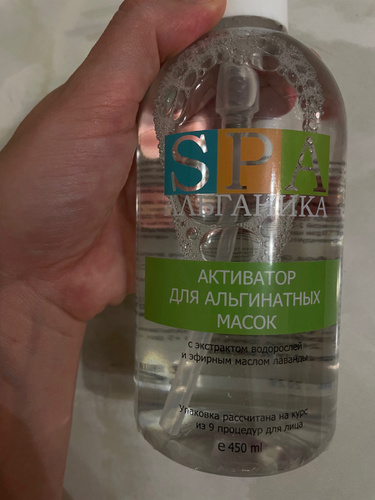 SPA
АЛЬГАНИКА
АКТИВАТОР
ДЛЯ АЛЬГИНАТНЫХ
МАСОК
с экстрактом водорослей
и эфирным маслом лаванды
Упаковка рассчитана на курс
из 9 процедур для лица
℮ 450 ml